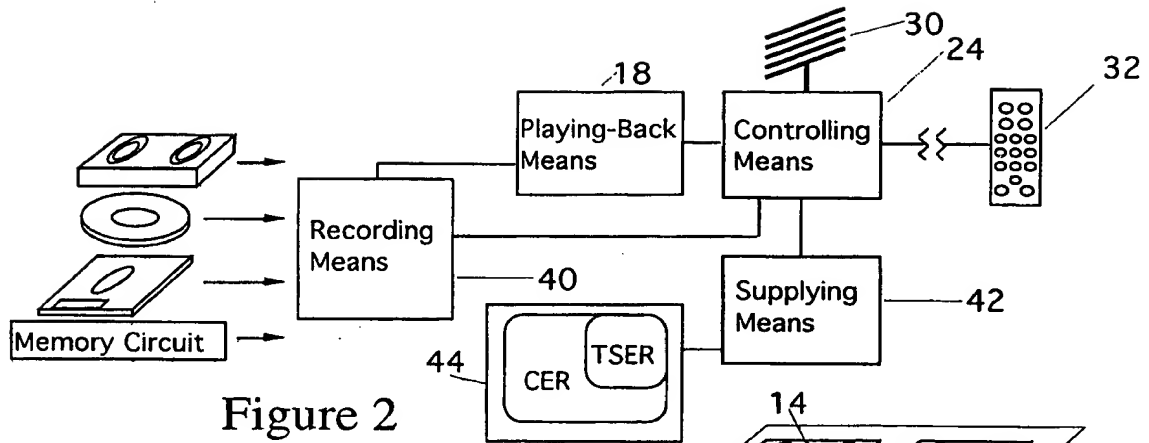 30
24
18
32
Playing-Back
Means
Controlling
Means
Recording
Means
40
Supplying
Means
42
Memory Circuit
44
TSER
CER
Figure 2
14